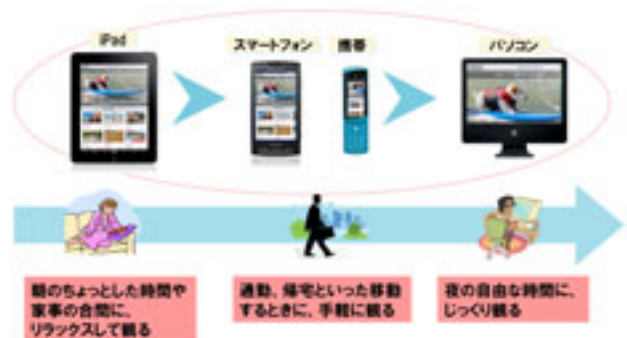 iPad
スマートフォン
携帯
パソコン
朝のちょっとした時間や
家事の合間に、
リラックスして観る
通勤、帰宅といった移動
するときに、手軽に観る
夜の自由な時間に、
じっくり観る